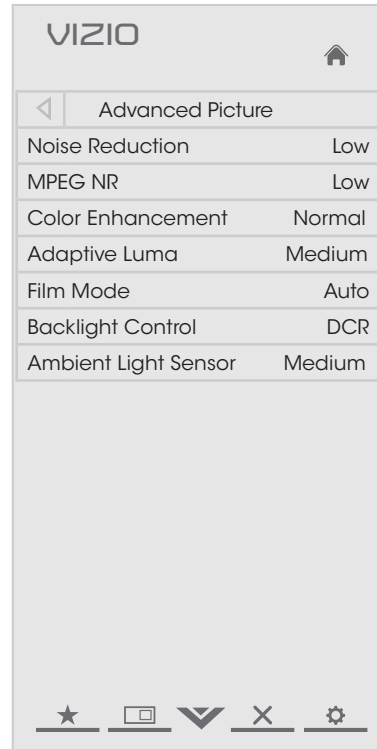 VIZIO
Advanced Picture
Noise Reduction Low
MPEG NR Low
Color Enhancement Normal
Adaptive Luma Medium
Film Mode Auto
Backlight Control DCR
Ambient Light Sensor Medium